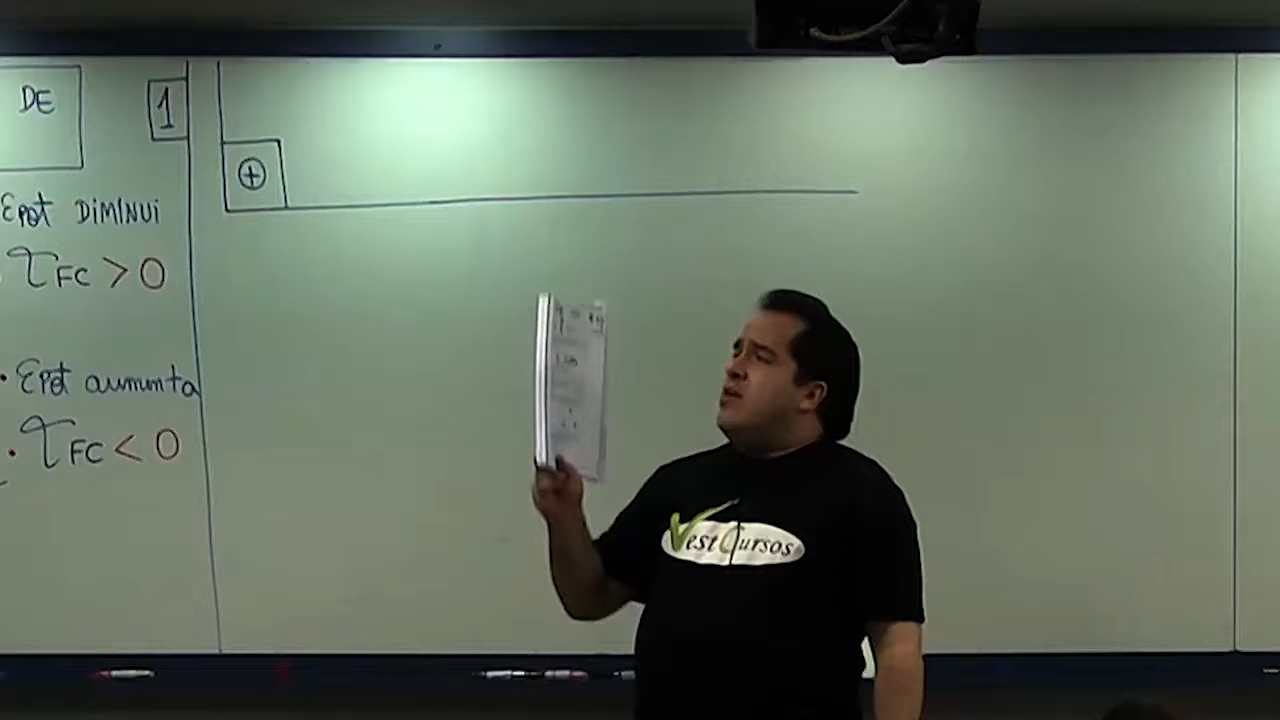 DE
1
Epot DIMINUI
τFC > 0
• Epot aumenta
• τFC < 0
⊕
VestCursos